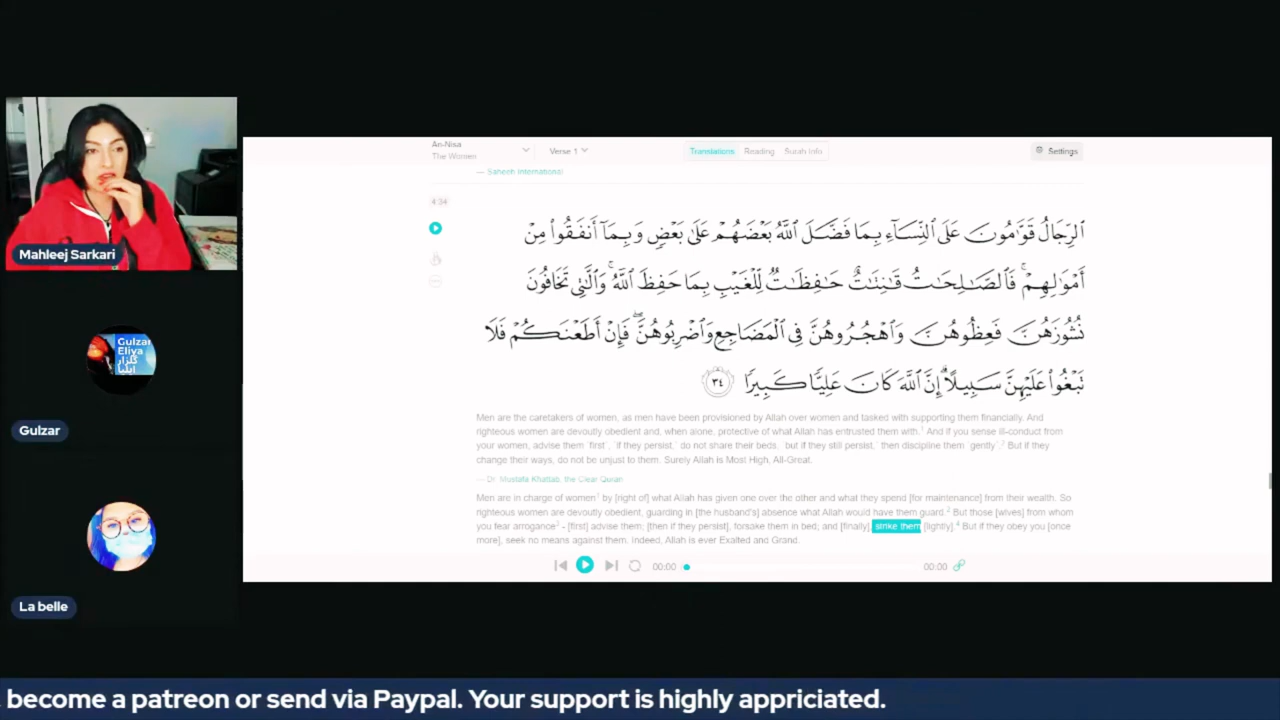 An-Nisa
The Women
Verse 1
Translations
Reading
Surah Info
Settings
— Saheeh International
4:34
ٱلرِّجَالُ قَوَّٰمُونَ عَلَى ٱلنِّسَآءِ بِمَا فَضَّلَ ٱللَّهُ بَعْضَهُمْ عَلَىٰ بَعْضٍ وَبِمَآ أَنفَقُوا۟ مِنْ
أَمْوَٰلِهِمْ ۚ فَٱلصَّـٰلِحَـٰتُ قَـٰنِتَـٰتٌ حَـٰفِظَـٰتٌ لِّلْغَيْبِ بِمَا حَفِظَ ٱللَّهُ ۚ وَٱلَّـٰتِى تَخَافُونَ
نُشُوزَهُنَّ فَعِظُوهُنَّ وَٱهْجُرُوهُنَّ فِى ٱلْمَضَاجِعِ وَٱضْرِبُوهُنَّ ۖ فَإِنْ أَطَعْنَكُمْ فَلَا
تَبْغُوا۟ عَلَيْهِنَّ سَبِيلًا ۗ إِنَّ ٱللَّهَ كَانَ عَلِيًّا كَبِيرًا ٣٤
Men are the caretakers of women, as men have been provisioned by Allah over women and tasked with supporting them financially. And
righteous women are devoutly obedient and, when alone, protective of what Allah has entrusted them with.¹ And if you sense ill-conduct from
your women, advise them ˹first˺, ˹if they persist,˺ do not share their beds, ˹but if they still persist,˺ then discipline them ˹gently˺.² But if they
change their ways, do not be unjust to them. Surely Allah is Most High, All-Great.
— Dr. Mustafa Khattab, the Clear Quran
Men are in charge of women¹ by [right of] what Allah has given one over the other and what they spend [for maintenance] from their wealth. So
righteous women are devoutly obedient, guarding in [the husband's] absence what Allah would have them guard.² But those [wives] from whom
you fear arrogance³ - [first] advise them; [then if they persist], forsake them in bed; and [finally], strike them [lightly].⁴ But if they obey you [once
more], seek no means against them. Indeed, Allah is ever Exalted and Grand.
00:00
00:00
Mahleej Sarkari
Gulzar
Eliya
گلزار
ایلیا
Gulzar
La belle
become a patreon or send via Paypal. Your support is highly appriciated.